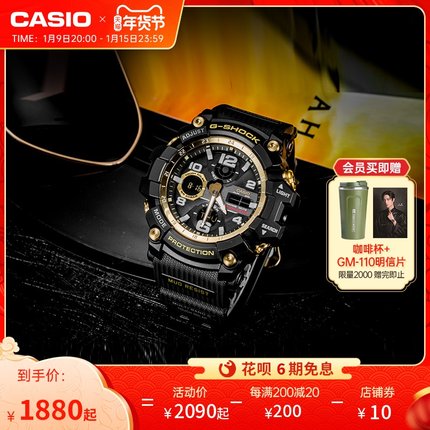 CASIO × 天猫年货节
TIME: 1月9日20:00 - 1月15日23:59
ADJUST
G-SHOCK
LIGHT
CASIO
SEARCH
MODE
PROTECTION
MUD RESIST
会员买即赠
咖啡杯+
GM-110明信片
限量2000 赠完即止
花呗 6期免息
到手价:
¥1880起
=
活动价
¥2090起
–
每满200减20
¥200
–
店铺券
¥10